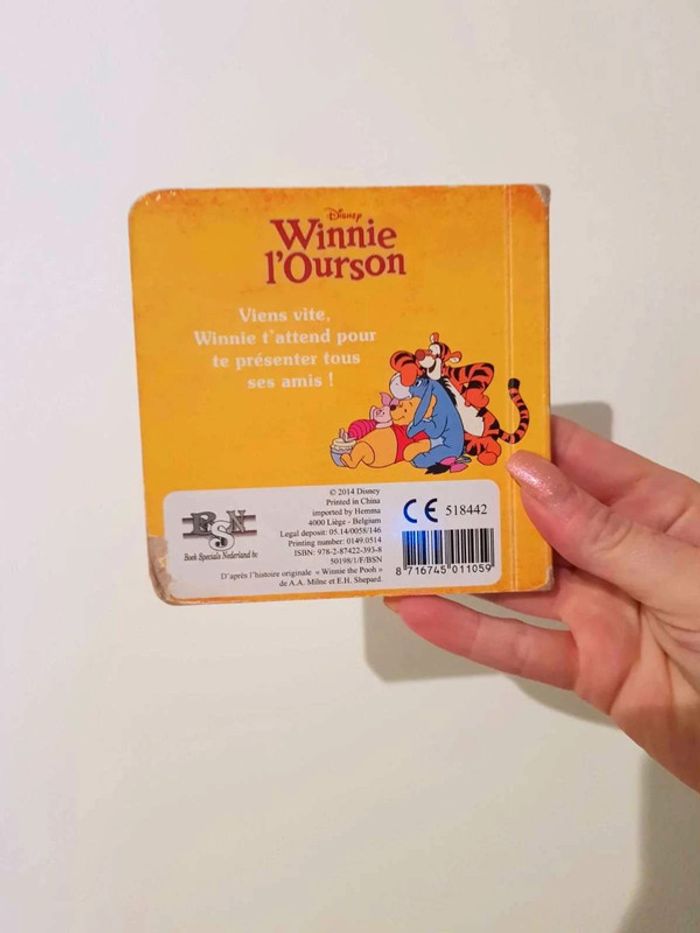 Disney
Winnie
l'Ourson
Viens vite,
Winnie t'attend pour
te présenter tous
ses amis !
BSN
Book Specials Nederland bv
© 2014 Disney
Printed in China
imported by Hemma
4000 Liège - Belgium
Legal deposit: 05.14/0058/146
Printing number: 0149.0514
ISBN: 978-2-87422-393-8
50198/1/F/BSN
D'après l'histoire originale « Winnie the Pooh »
de A.A. Milne et E.H. Shepard.
CE 518442
8 716745 011059